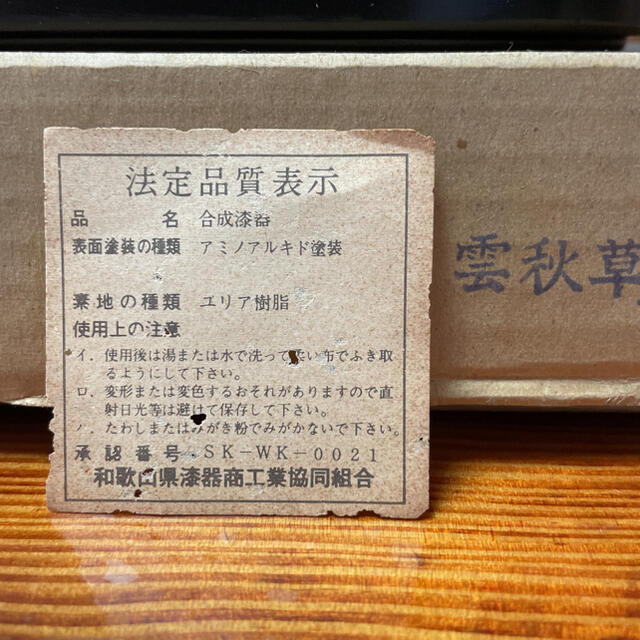 法定品質表示
品名 合成漆器
表面塗装の種類 アミノアルキド塗装
素地の種類 エリア樹脂
使用上の注意
イ．使用後は湯または水で洗って い布でふき取
るようにして下さい。
ロ．変形または変色するおそれがありますので直
射日光等は避けて保存して下さい。
ハ．たわしまたはみがき粉でみがかないで下さい。
承認番号 SK-WK-0021
和歌山県漆器商工業協同組合
雲秋草